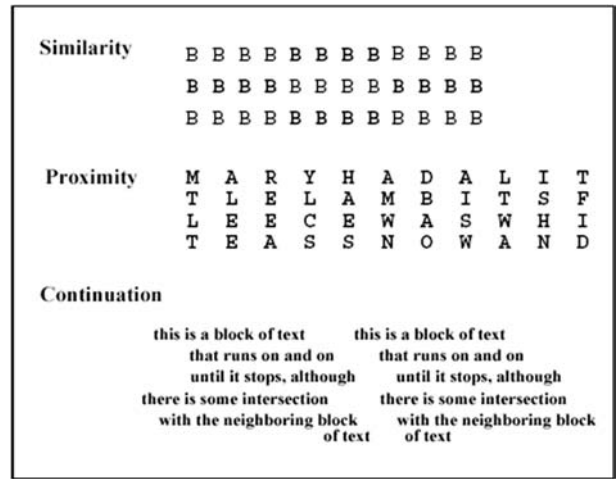 Similarity B B B B B B B B B B B B
B B B B B B B B B B B B
B B B B B B B B B B B B
Proximity M A R Y H A D A L I T
T L E L A M B I T S F
L E E C E W A S W H I
T E A S S N O W A N D
Continuation
this is a block of text this is a block of text
that runs on and on that runs on and on
until it stops, although until it stops, although
there is some intersection there is some intersection
with the neighboring block with the neighboring block
of text of text